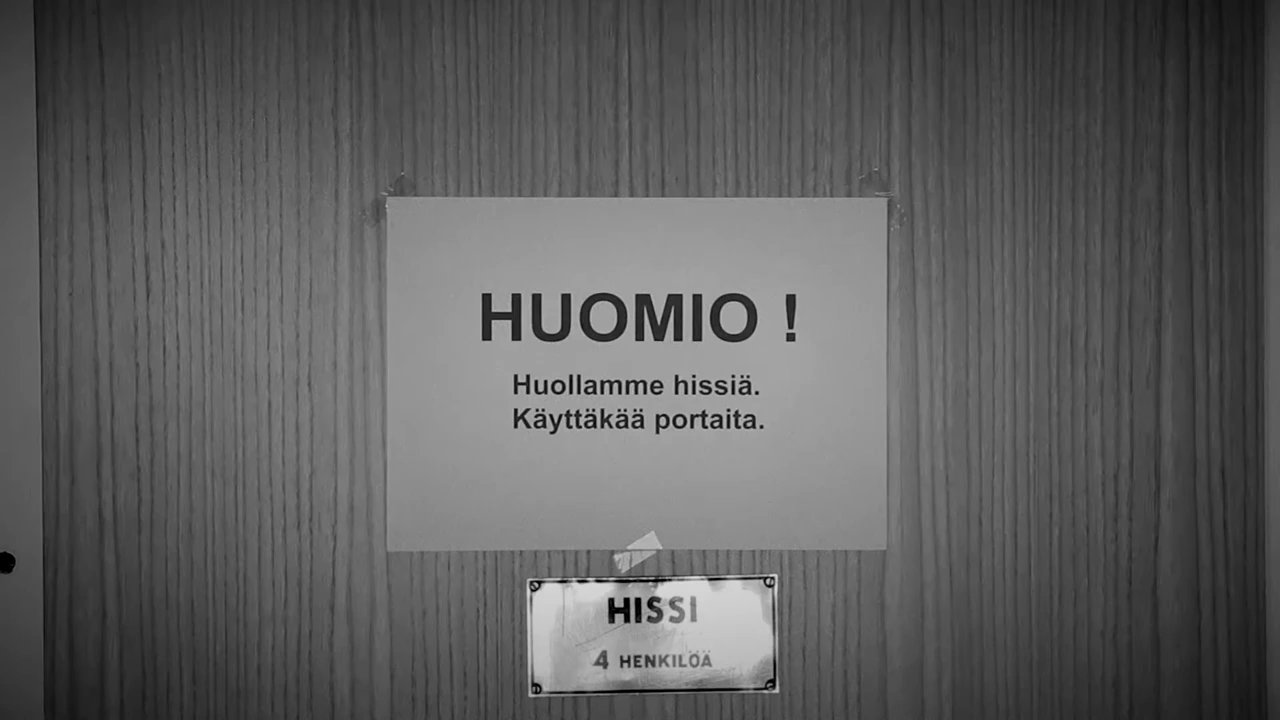 HUOMIO !
Huollamme hissiä.
Käyttäkää portaita.
HISSI
4 HENKILÖÄ